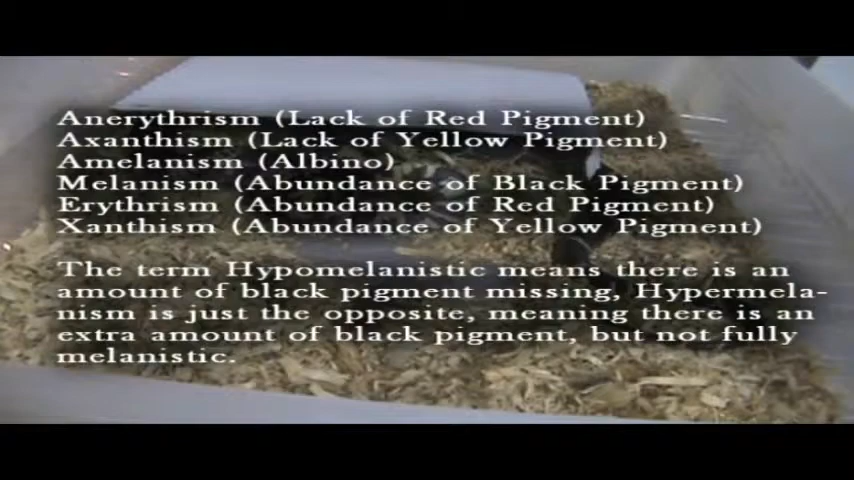 Anerythrism (Lack of Red Pigment)
Axanthism (Lack of Yellow Pigment)
Amelanism (Albino)
Melanism (Abundance of Black Pigment)
Erythrism (Abundance of Red Pigment)
Xanthism (Abundance of Yellow Pigment)
The term Hypomelanistic means there is an
amount of black pigment missing, Hypermela-
nism is just the opposite, meaning there is an
extra amount of black pigment, but not fully
melanistic.